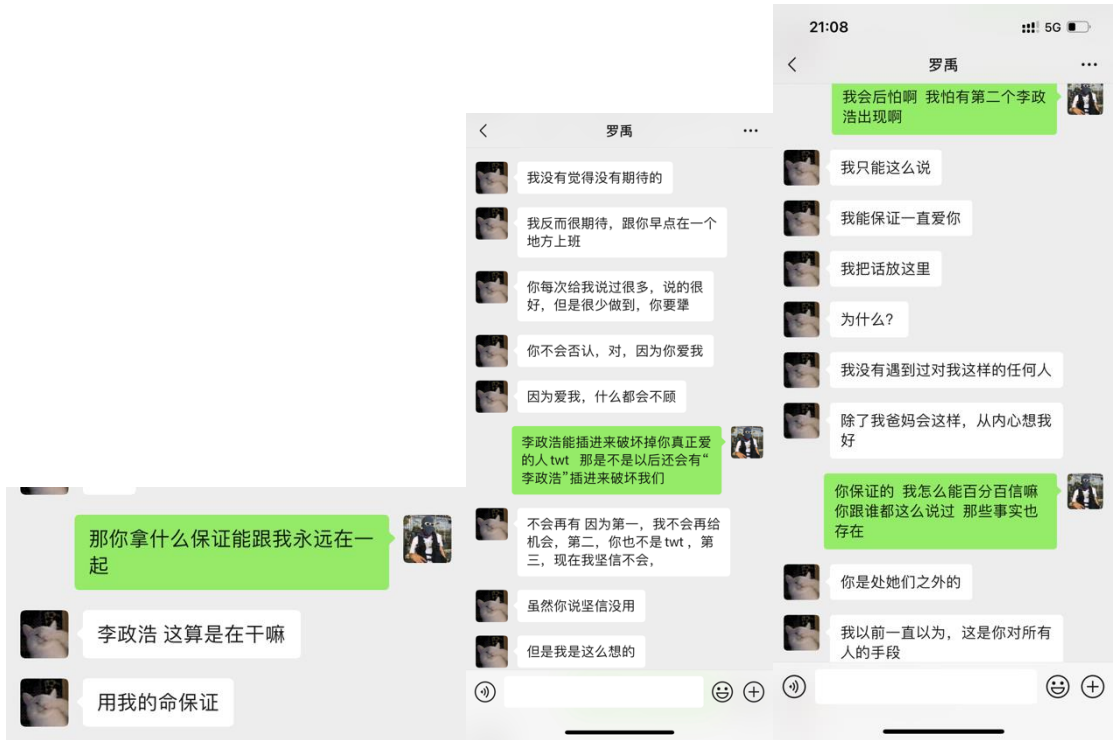 那你拿什么保证能跟我永远在一
起
李政浩 这算是在干嘛
用我的命保证
罗禹
我没有觉得没有期待的
我反而很期待，跟你早点在一个
地方上班
你每次给我说过很多，说的很
好，但是很少做到，你要犟
你不会否认，对，因为你爱我
因为爱我，什么都会不顾
李政浩能插进来破坏掉你真正爱
的人twt 那是不是以后还会有“
李政浩”插进来破坏我们
不会再有 因为第一，我不会再给
机会，第二，你也不是twt，第
三，现在我坚信不会，
虽然你说坚信没用
但是我是这么想的
21:08
5G
罗禹
我会后怕啊 我怕有第二个李政
浩出现啊
我只能这么说
我能保证一直爱你
我把话放这里
为什么？
我没有遇到过对我这样的任何人
除了我爸妈会这样，从内心想我
好
你保证的 我怎么能百分百信嘛
你跟谁都这么说过 那些事实也
存在
你是处她们之外的
我以前一直以为，这是你对所有
人的手段